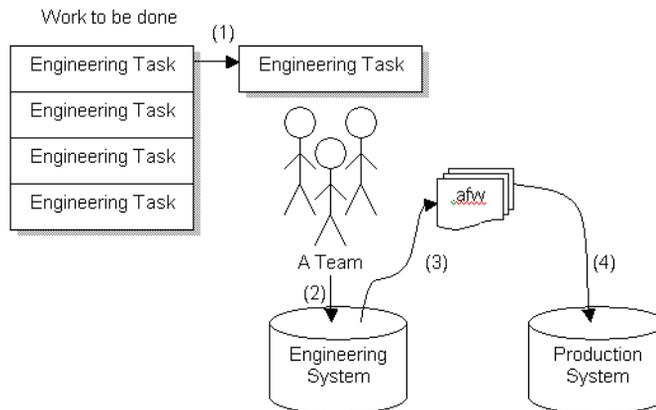 Work to be done
(1)
Engineering Task
Engineering Task
Engineering Task
Engineering Task
Engineering Task
A Team
(2)
(3)
.afw
(4)
Engineering
System
Production
System